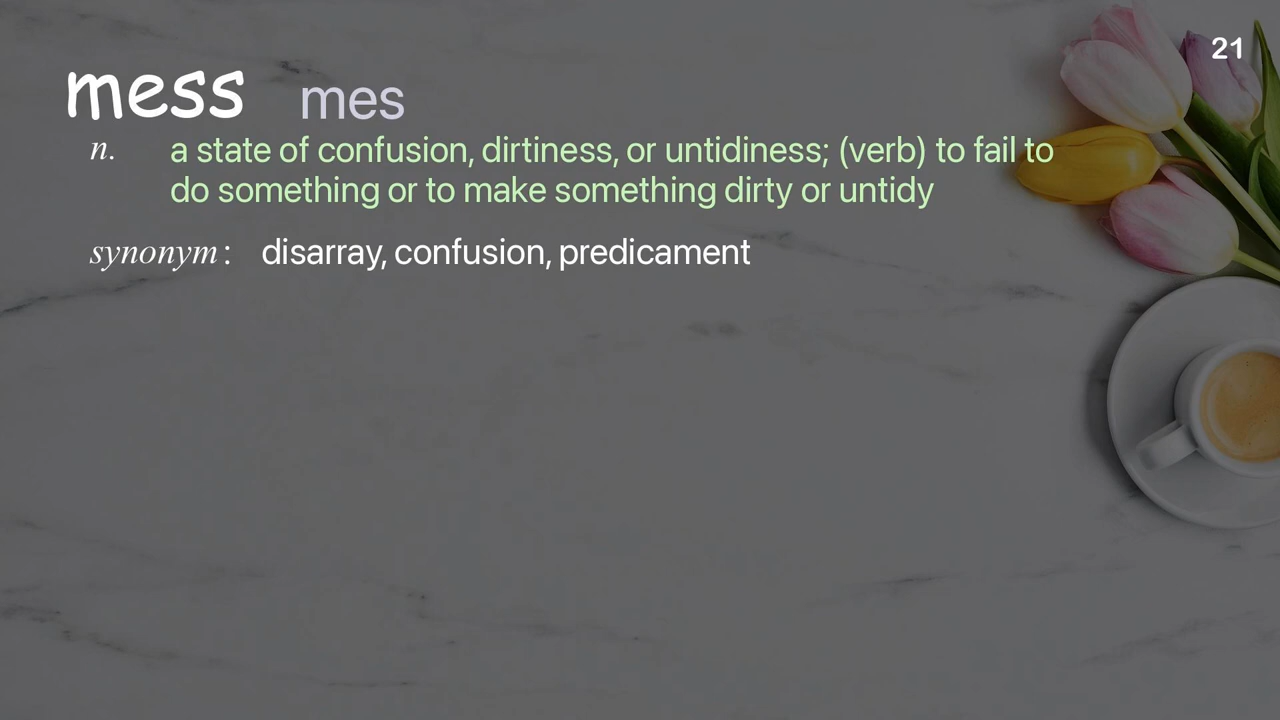 21
mess mes
n. a state of confusion, dirtiness, or untidiness; (verb) to fail to
do something or to make something dirty or untidy
synonym: disarray, confusion, predicament